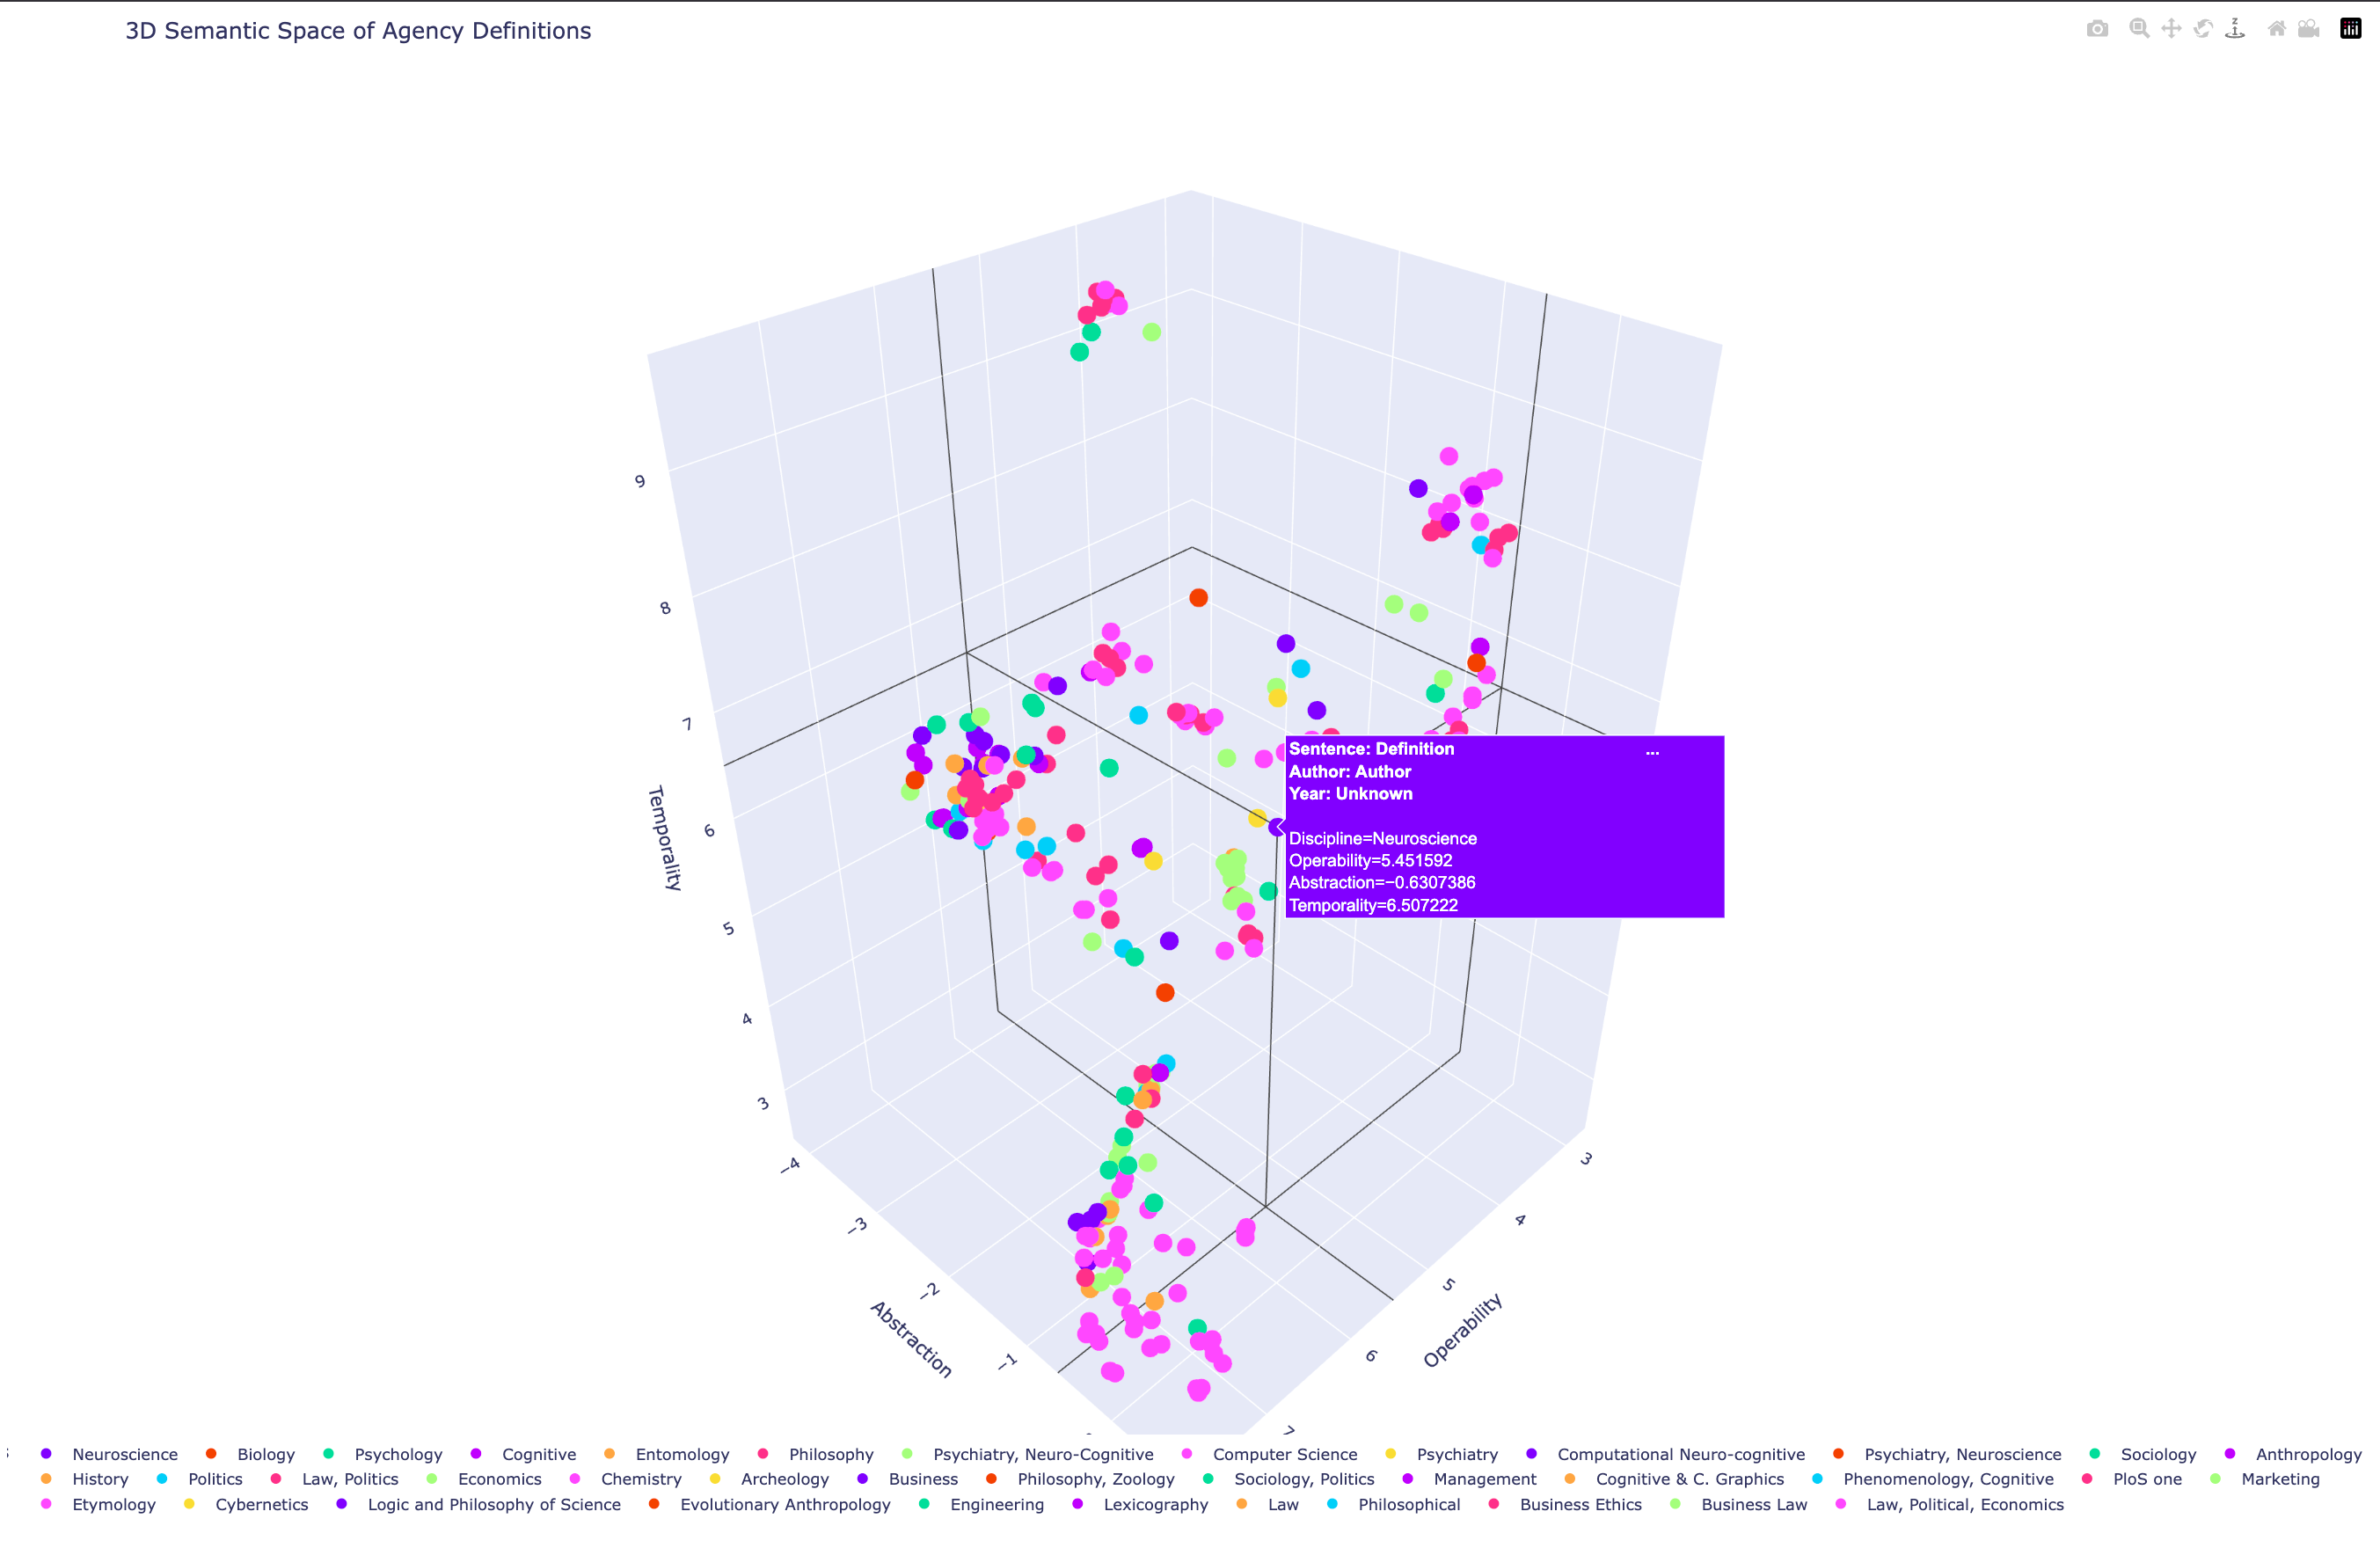 3D Semantic Space of Agency Definitions
9
8
7
6
5
4
3
Temporality
−4
−3
−2
−1
Abstraction
3
4
5
6
7
Operability
Sentence: Definition ...
Author: Author
Year: Unknown
Discipline=Neuroscience
Operability=5.451592
Abstraction=−0.6307386
Temporality=6.507222
Neuroscience Biology Psychology Cognitive Entomology Philosophy Psychiatry, Neuro-Cognitive Computer Science Psychiatry Computational Neuro-cognitive Psychiatry, Neuroscience Sociology Anthropology
History Politics Law, Politics Economics Chemistry Archeology Business Philosophy, Zoology Sociology, Politics Management Cognitive & C. Graphics Phenomenology, Cognitive PloS one Marketing
Etymology Cybernetics Logic and Philosophy of Science Evolutionary Anthropology Engineering Lexicography Law Philosophical Business Ethics Business Law Law, Political, Economics